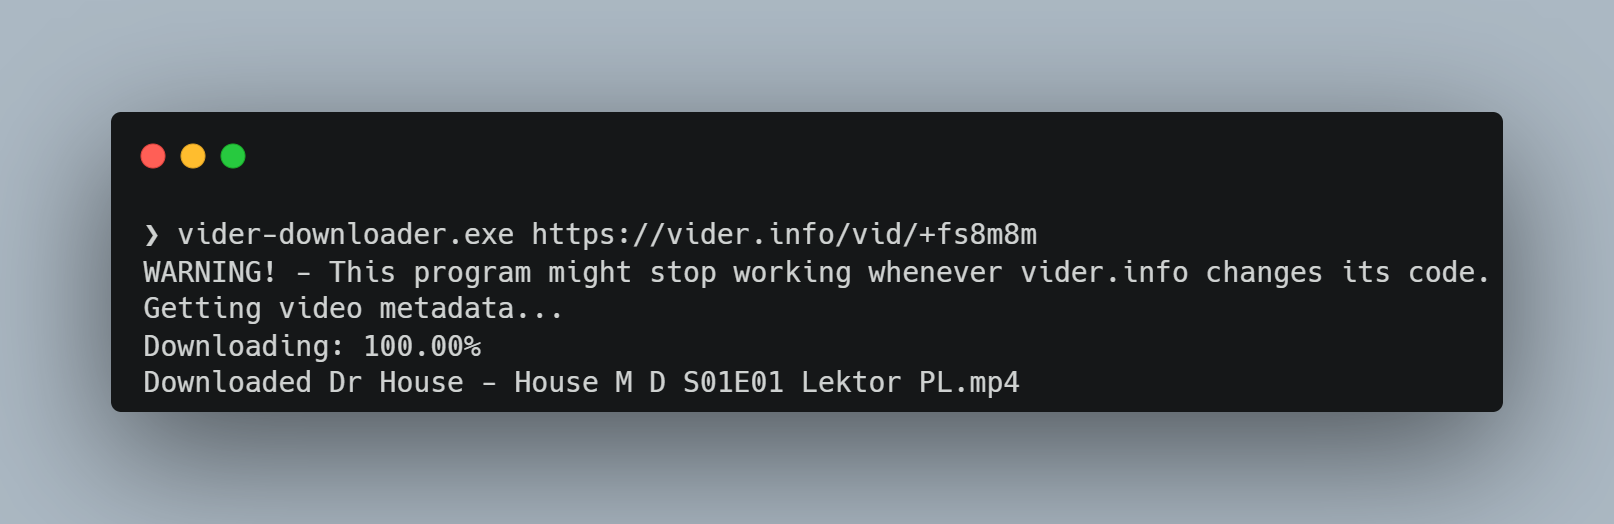 ❯ vider-downloader.exe https://vider.info/vid/+fs8m8m
WARNING! - This program might stop working whenever vider.info changes its code.
Getting video metadata...
Downloading: 100.00%
Downloaded Dr House - House M D S01E01 Lektor PL.mp4